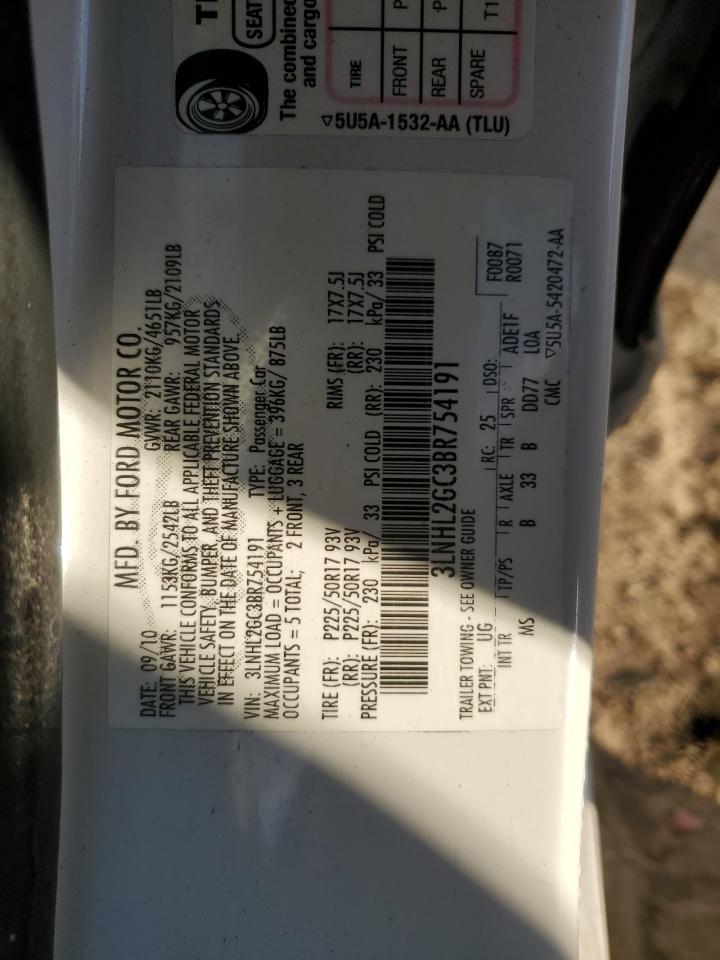 TI
SEAT
The combined
and cargo
TIRE
FRONT P
REAR P
SPARE T1
▽5U5A-1532-AA (TLU)
MFD. BY FORD MOTOR CO.
DATE: 09/10 GVWR: 2110KG/4651LB
FRONT GAWR: 1153KG/2542LB REAR GAWR: 957KG/2109LB
THIS VEHICLE CONFORMS TO ALL APPLICABLE FEDERAL MOTOR
VEHICLE SAFETY, BUMPER, AND THEFT PREVENTION STANDARDS
IN EFFECT ON THE DATE OF MANUFACTURE SHOWN ABOVE.
VIN: 3LNHL2GC3BR754191 TYPE: Passenger Car
MAXIMUM LOAD = OCCUPANTS + LUGGAGE = 396KG/ 875LB
OCCUPANTS = 5 TOTAL; 2 FRONT, 3 REAR
TIRE (FR): P225/50R17 93V RIMS (FR): 17X7.5J
(RR): P225/50R17 93V (RR): 17X7.5J
PRESSURE (FR): 230 kPa/ 33 PSI COLD (RR): 230 kPa/ 33 PSI COLD
3LNHL2GC3BR754191
TRAILER TOWING - SEE OWNER GUIDE F0087
EXT PNT: UG RC: 25 DSO: R0071
INT TR TP/PS R AXLE TR SPR ADE1F
MS B 33 B DD77 LOA
CMC ▽5U5A-5420472-AA